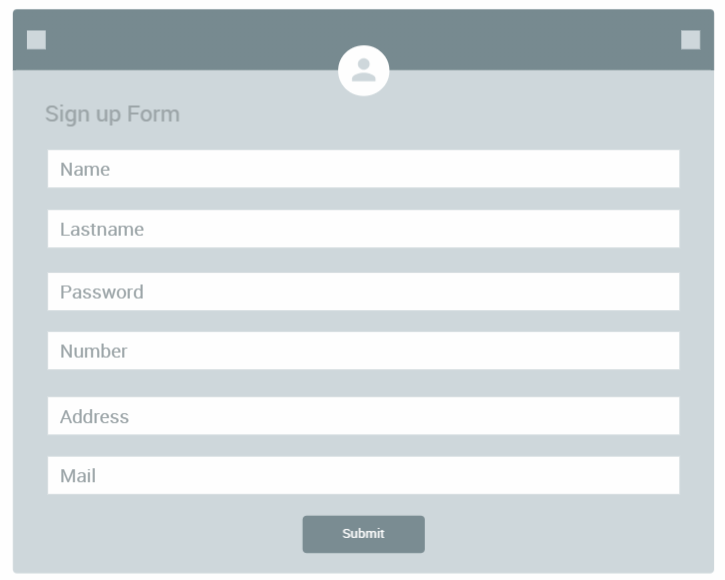 Sign up Form
Name
Lastname
Password
Number
Address
Mail
Submit